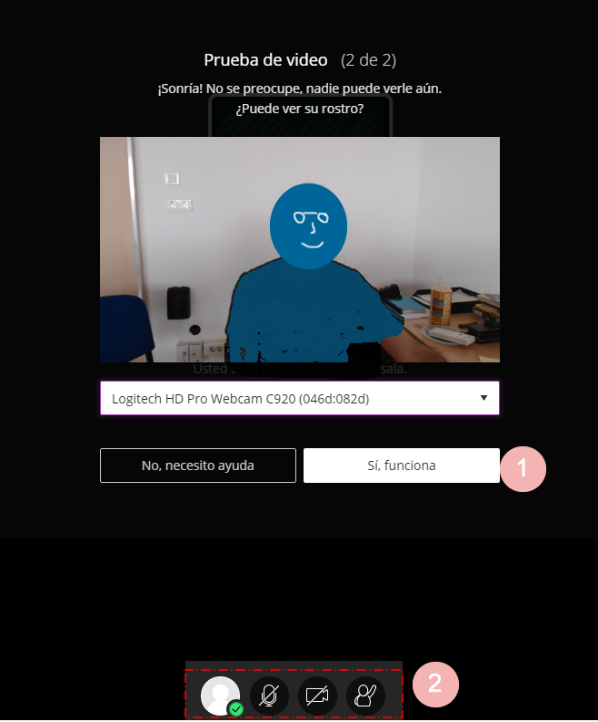 Prueba de video (2 de 2)
¡Sonría! No se preocupe, nadie puede verle aún.
¿Puede ver su rostro?
Usted sala.
Logitech HD Pro Webcam C920 (046d:082d)
No, necesito ayuda
Sí, funciona
1
2